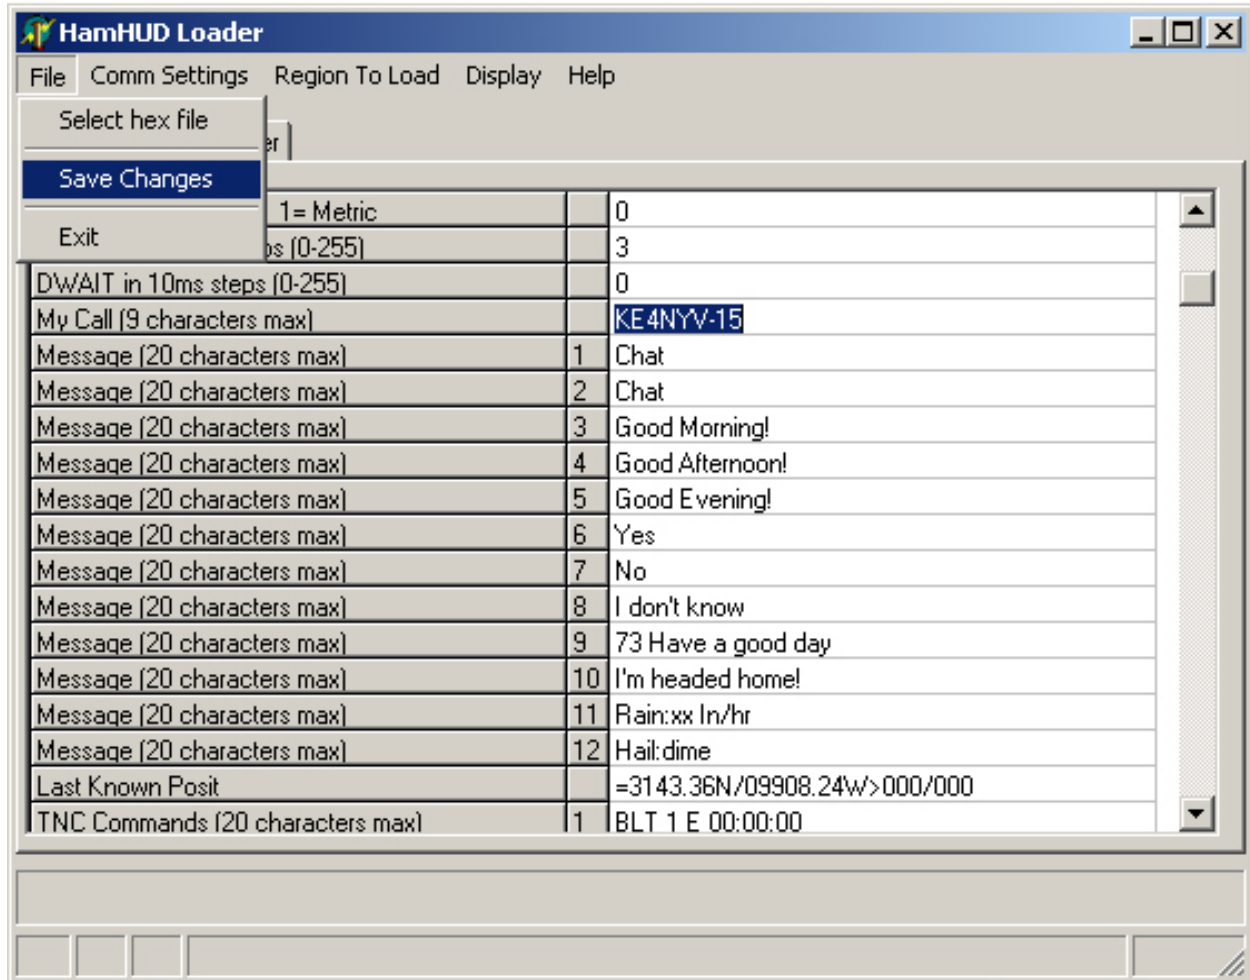 HamHUD Loader
File Comm Settings Region To Load Display Help
Select hex file
Save Changes
Exit
1= Metric 0
(0-255) 3
DWAIT in 10ms steps (0-255) 0
My Call (9 characters max) KE4NYV-15
Message (20 characters max) 1 Chat
Message (20 characters max) 2 Chat
Message (20 characters max) 3 Good Morning!
Message (20 characters max) 4 Good Afternoon!
Message (20 characters max) 5 Good Evening!
Message (20 characters max) 6 Yes
Message (20 characters max) 7 No
Message (20 characters max) 8 I don't know
Message (20 characters max) 9 73 Have a good day
Message (20 characters max) 10 I'm headed home!
Message (20 characters max) 11 Rain:xx In/hr
Message (20 characters max) 12 Hail:dime
Last Known Posit =3143.36N/09908.24W>000/000
TNC Commands (20 characters max) 1 BLT 1 E 00:00:00